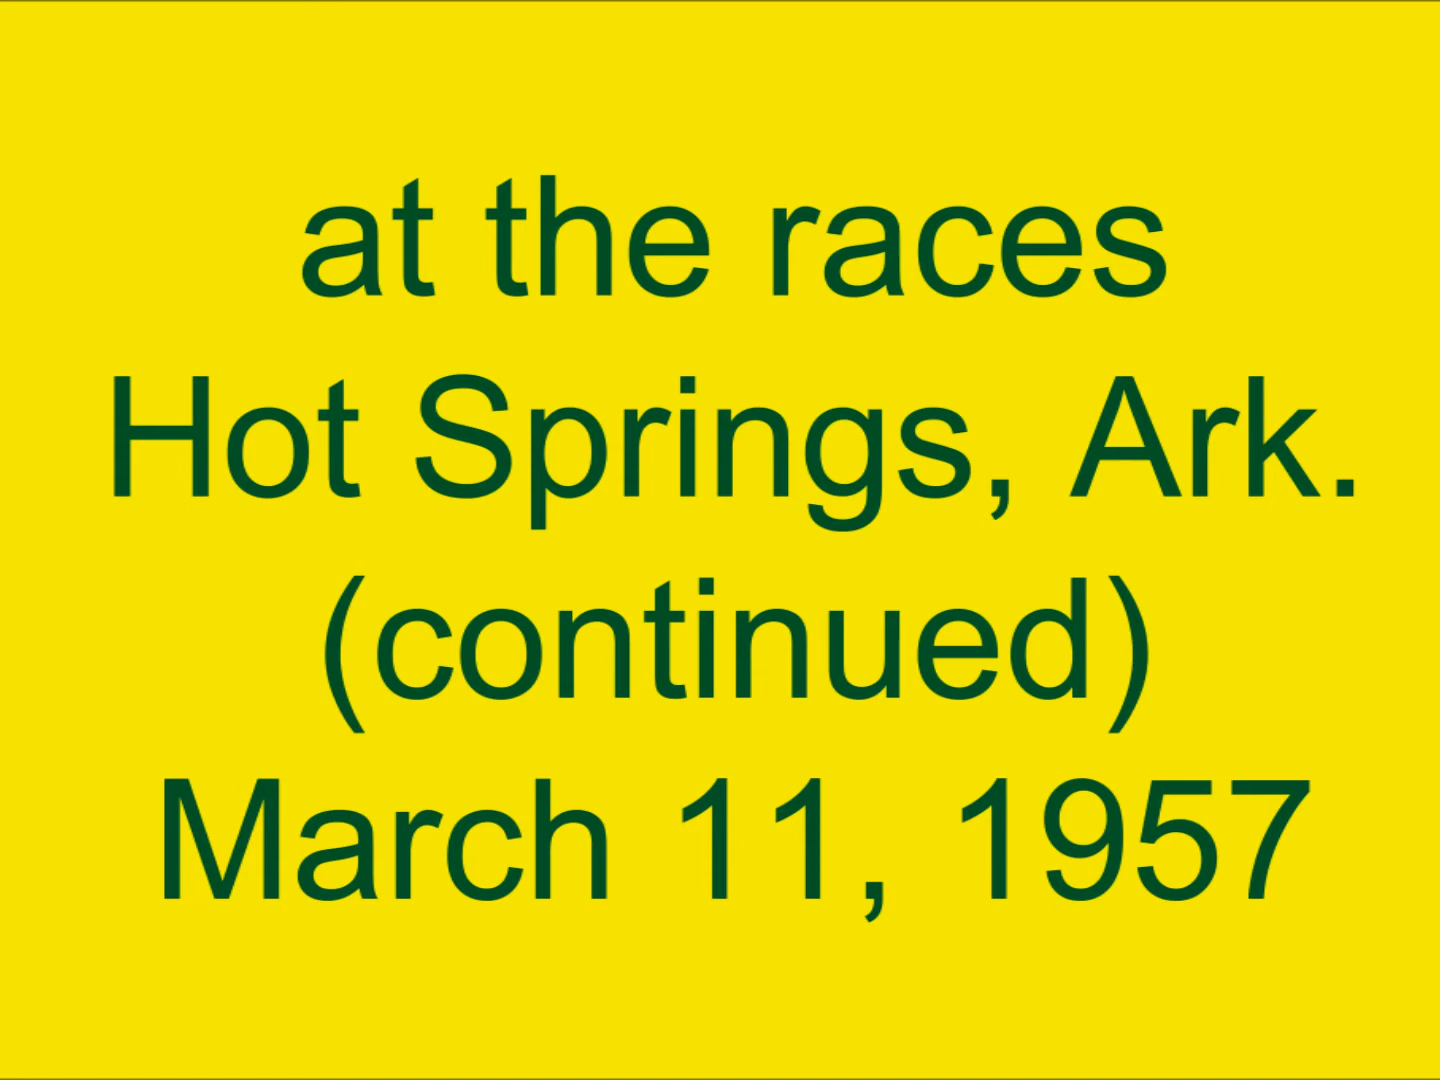 at the races
Hot Springs, Ark.
(continued)
March 11, 1957